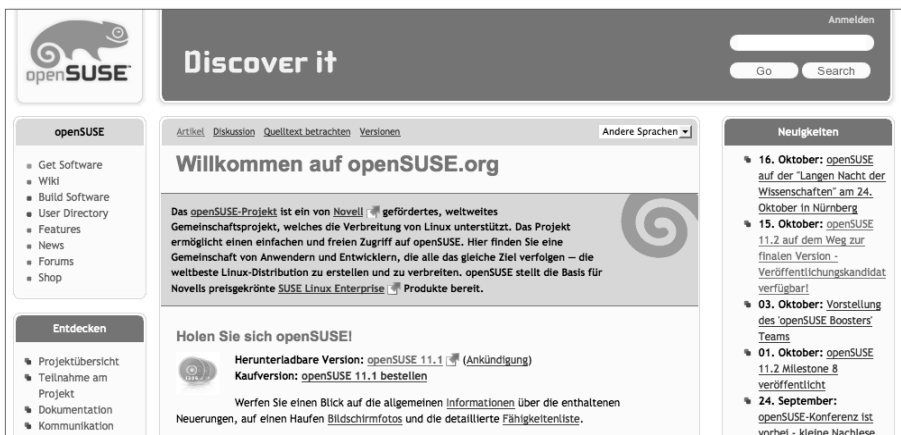 openSUSE
Discover it
Anmelden
Go Search
openSUSE
Get Software
Wiki
Build Software
User Directory
Features
News
Forums
Shop
Entdecken
Projektübersicht
Teilnahme am
Projekt
Dokumentation
Kommunikation
Artikel Diskussion Quelltext betrachten Versionen
Andere Sprachen
Willkommen auf openSUSE.org
Das openSUSE-Projekt ist ein von Novell gefördertes, weltweites
Gemeinschaftsprojekt, welches die Verbreitung von Linux unterstützt. Das Projekt
ermöglicht einen einfachen und freien Zugriff auf openSUSE. Hier finden Sie eine
Gemeinschaft von Anwendern und Entwicklern, die alle das gleiche Ziel verfolgen — die
weltbeste Linux-Distribution zu erstellen und zu verbreiten. openSUSE stellt die Basis für
Novells preisgekrönte SUSE Linux Enterprise Produkte bereit.
Holen Sie sich openSUSE!
Herunterladbare Version: openSUSE 11.1 (Ankündigung)
Kaufversion: openSUSE 11.1 bestellen
Werfen Sie einen Blick auf die allgemeinen Informationen über die enthaltenen
Neuerungen, auf einen Haufen Bildschirmfotos und die detaillierte Fähigkeitenliste.
Neuigkeiten
16. Oktober: openSUSE
auf der "Langen Nacht der
Wissenschaften" am 24.
Oktober in Nürnberg
15. Oktober: openSUSE
11.2 auf dem Weg zur
finalen Version -
Veröffentlichungskandidat
verfügbar!
03. Oktober: Vorstellung
des 'openSUSE Boosters'
Teams
01. Oktober: openSUSE
11.2 Milestone 8
veröffentlicht
24. September:
openSUSE-Konferenz ist
vorbei - kleine Nachlese